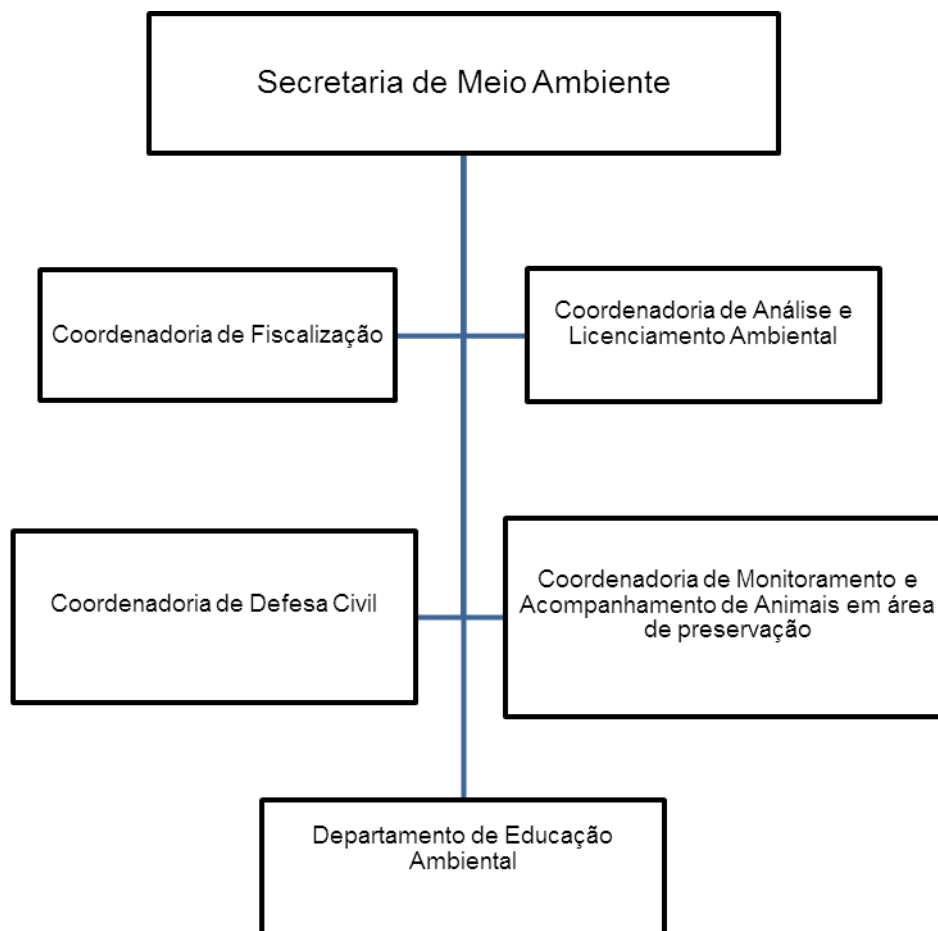 Secretaria de Meio Ambiente
Coordenadoria de Fiscalização
Coordenadoria de Análise e
Licenciamento Ambiental
Coordenadoria de Defesa Civil
Coordenadoria de Monitoramento e
Acompanhamento de Animais em área
de preservação
Departamento de Educação
Ambiental